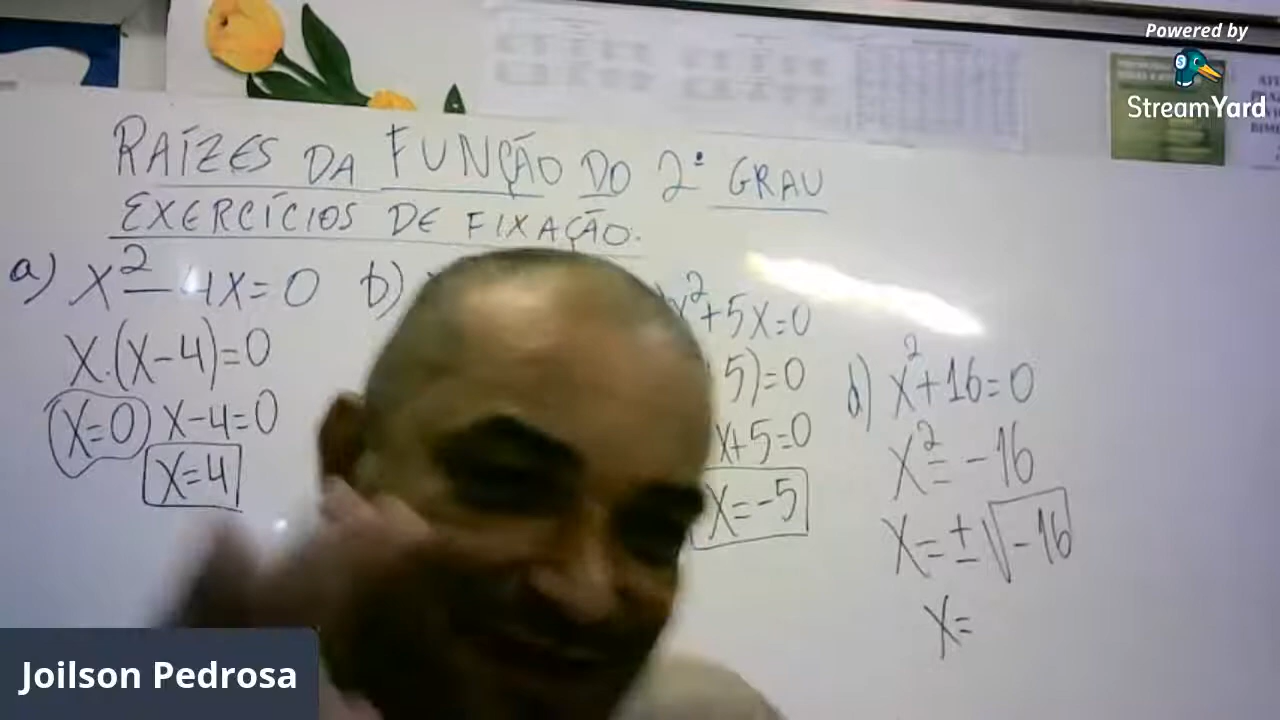 Powered by
StreamYard
RAÍZES DA FUNÇÃO DO 2º GRAU
EXERCÍCIOS DE FIXAÇÃO.
a) x² - 4x = 0
x.(x-4)=0
x=0 x-4=0
x=4
b)
x²+5x=0
5)=0
x+5=0
x=-5
d) x²+16=0
x²=-16
x=±√-16
x=
Joilson Pedrosa